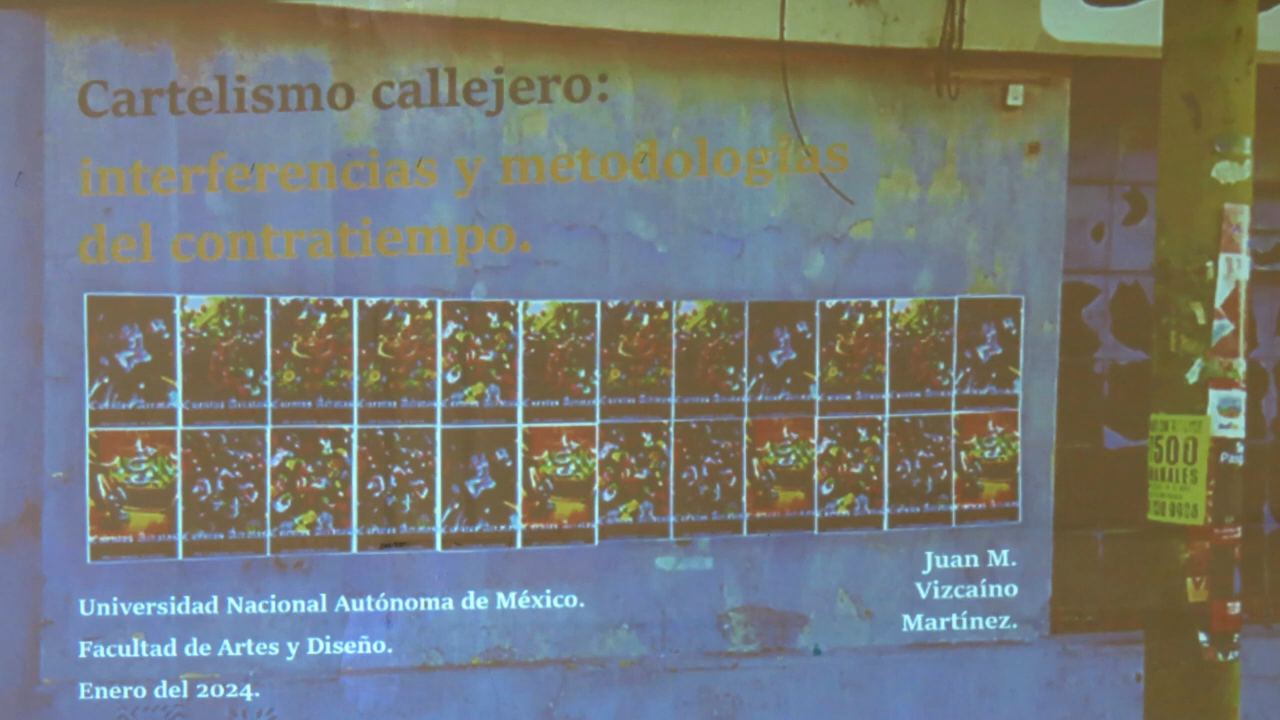 Cartelismo callejero:
interferencias y metodologías
del contratiempo.
Juan M.
Vizcaíno
Martínez.
Universidad Nacional Autónoma de México.
Facultad de Artes y Diseño.
Enero del 2024.
500